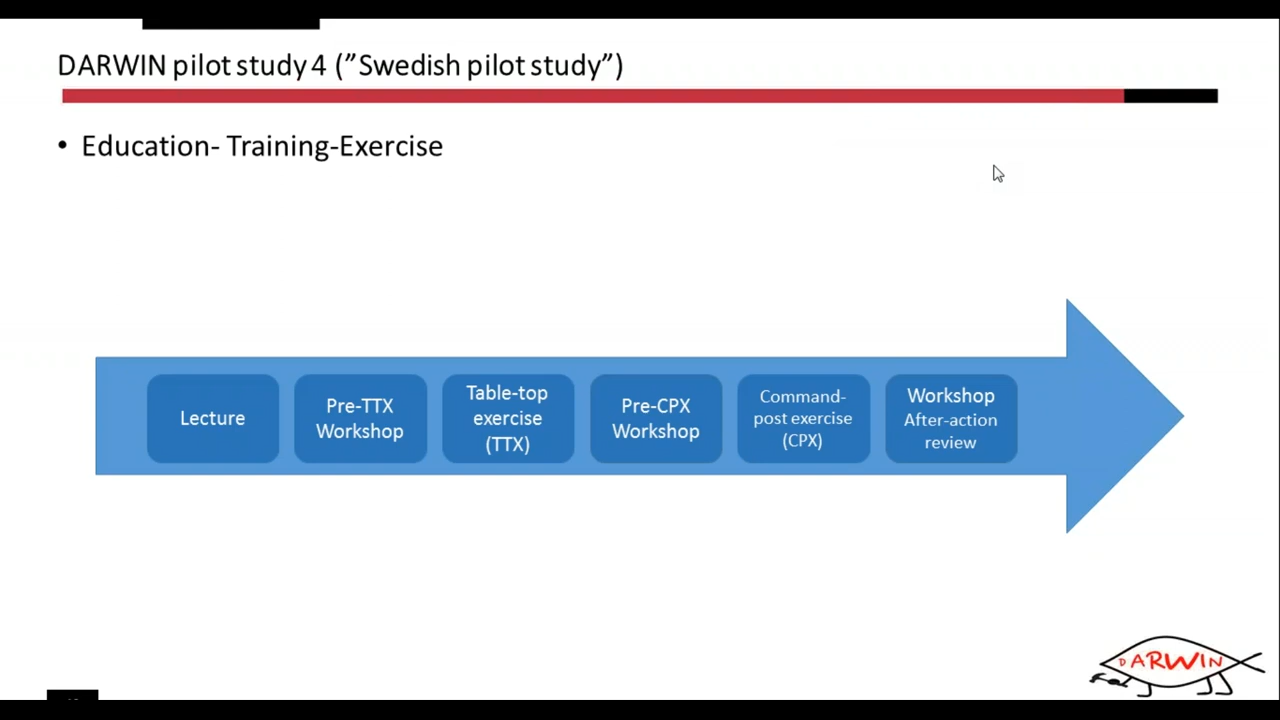 DARWIN pilot study 4 (”Swedish pilot study”)
• Education- Training-Exercise
Lecture
Pre-TTX
Workshop
Table-top
exercise
(TTX)
Pre-CPX
Workshop
Command-
post exercise
(CPX)
Workshop
After-action
review
DARWIN